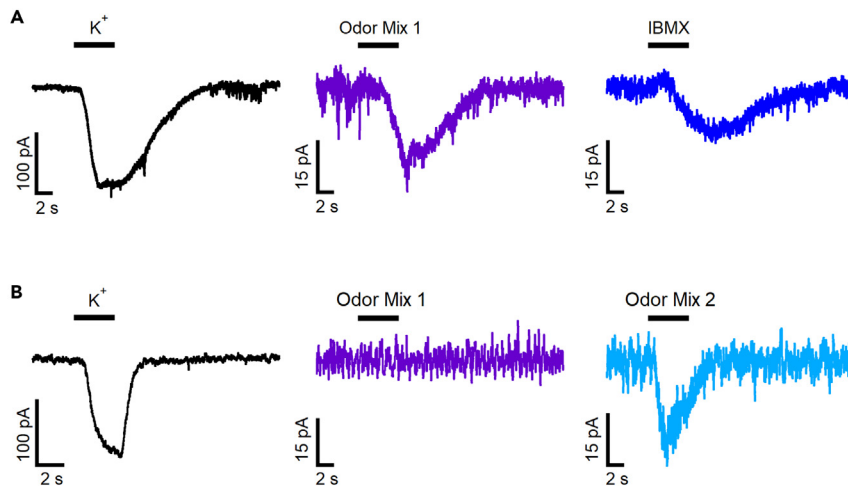 A
K+
Odor Mix 1
IBMX
100 pA
2 s
15 pA
2 s
15 pA
2 s
B
K+
Odor Mix 1
Odor Mix 2
100 pA
2 s
15 pA
2 s
15 pA
2 s